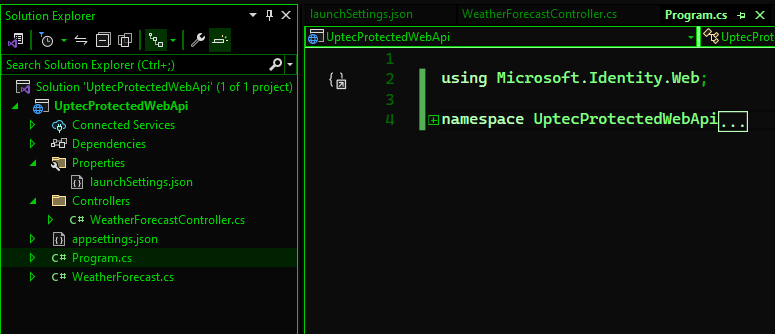 Solution Explorer
Search Solution Explorer (Ctrl+;)
Solution 'UptecProtectedWebApi' (1 of 1 project)
UptecProtectedWebApi
Connected Services
Dependencies
Properties
launchSettings.json
Controllers
C# WeatherForecastController.cs
appsettings.json
C# Program.cs
C# WeatherForecast.cs
launchSettings.json WeatherForecastController.cs Program.cs
UptecProtectedWebApi UptecProt
1
2 using Microsoft.Identity.Web;
3
4 namespace UptecProtectedWebApi...